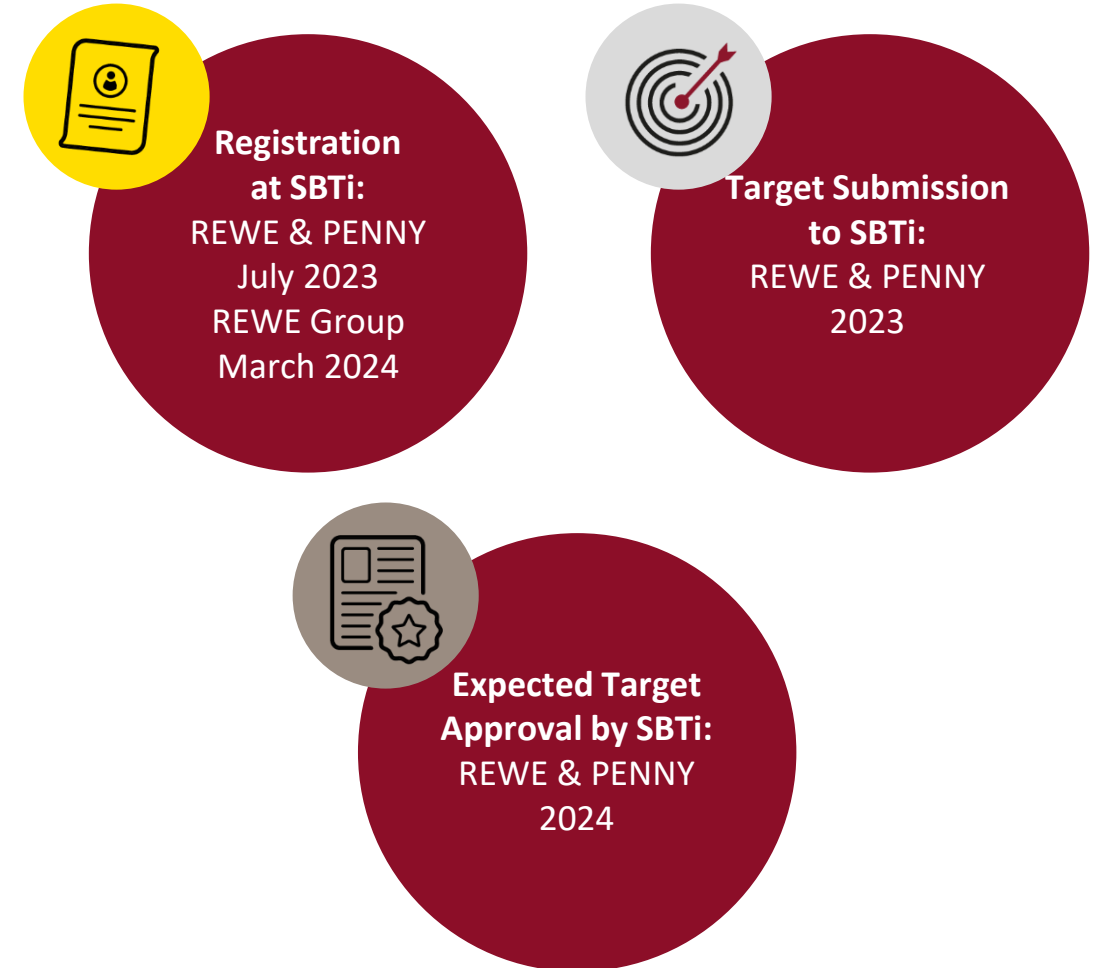 Registration
at SBTi:
REWE & PENNY
July 2023
REWE Group
March 2024
Target Submission
to SBTi:
REWE & PENNY
2023
Expected Target
Approval by SBTi:
REWE & PENNY
2024